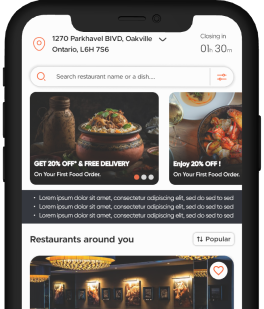 1270 Parkhavel BlVD, Oakville
Ontario, L6H 7S6
Closing in
01h 30m
Search restaurant name or a dish....
GET 20% OFF* & FREE DELIVERY
On Your First Food Order.
Enjoy 20% OFF !
On Your First Food Order.
• Lorem ipsum dolor sit amet, consectetur adipiscing elit, sed do sed to sed
• Lorem ipsum dolor sit amet, consectetur adipiscing elit, sed do sed to sed
• Lorem ipsum dolor sit amet, consectetur adipiscing elit, sed do sed to sed
Restaurants around you
Popular